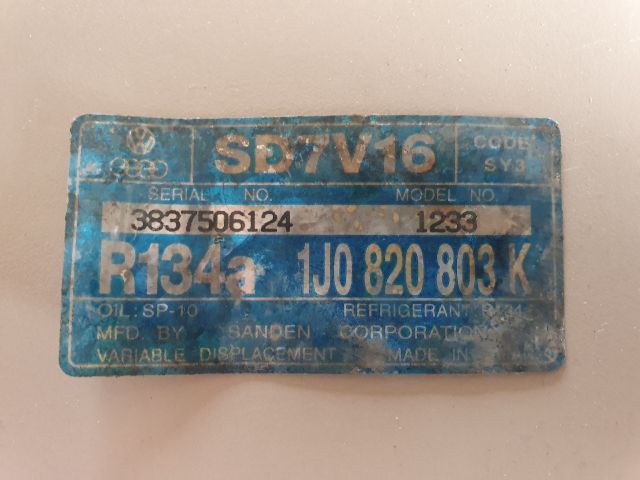 SD7V16
CODE
SY3
SERIAL NO. MODEL NO.
3837506124 1233
R134a 1J0 820 803 K
OIL: SP-10 REFRIGERANT
MFD. BY SANDEN CORPORATION
VARIABLE DISPLACEMENT MADE IN